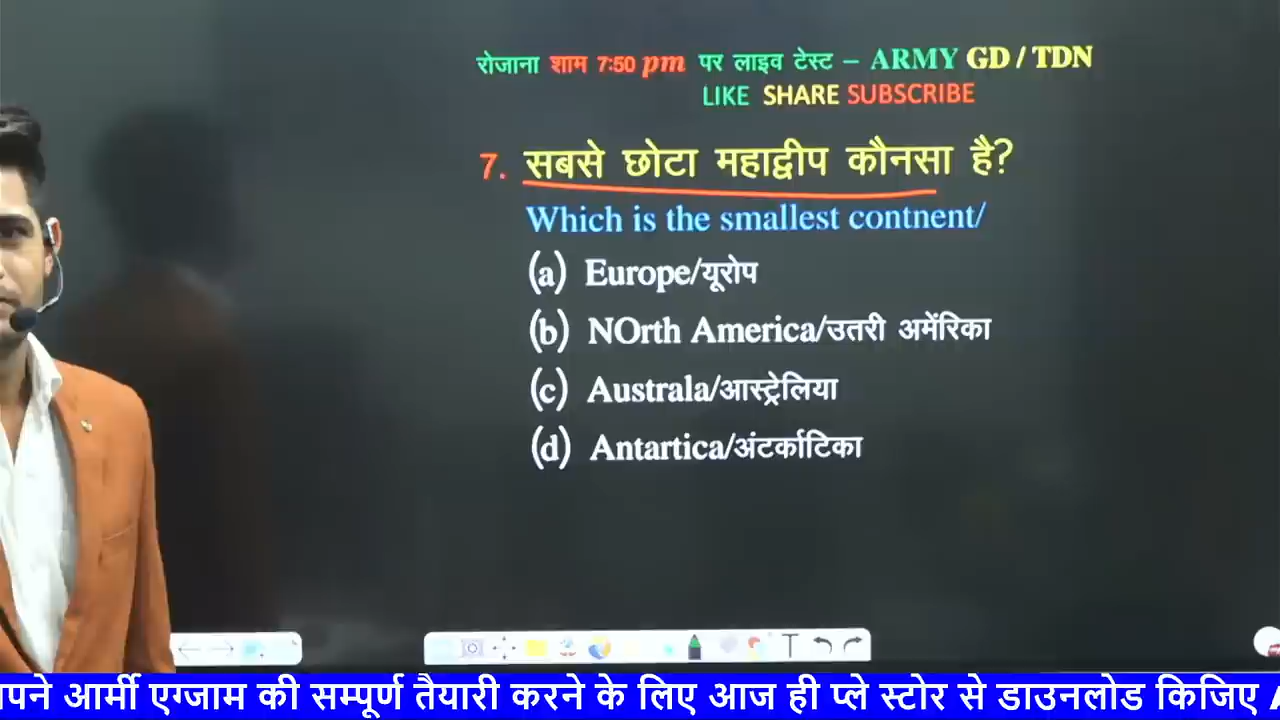 रोजाना शाम 7:50 pm पर लाइव टेस्ट – ARMY GD / TDN
LIKE SHARE SUBSCRIBE
7. सबसे छोटा महाद्वीप कौनसा है?
Which is the smallest contnent/
(a) Europe/यूरोप
(b) NOrth America/उतरी अमेंरिका
(c) Australa/आस्ट्रेलिया
(d) Antartica/अंटर्काटिका
पने आर्मी एग्जाम की सम्पूर्ण तैयारी करने के लिए आज ही प्ले स्टोर से डाउनलोड किजिए